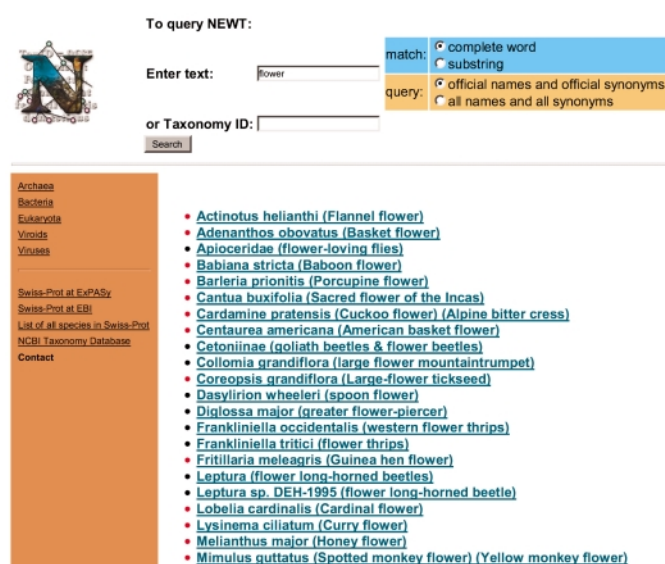 To query NEWT:
Enter text: flower
match: complete word
substring
query: official names and official synonyms
all names and all synonyms
or Taxonomy ID:
Search
Archaea
Bacteria
Eukaryota
Viroids
Viruses
Swiss-Prot at ExPASy
Swiss-Prot at EBI
List of all species in Swiss-Prot
NCBI Taxonomy Database
Contact
Actinotus helianthi (Flannel flower)
Adenanthos obovatus (Basket flower)
Apioceridae (flower-loving flies)
Babiana stricta (Baboon flower)
Barleria prionitis (Porcupine flower)
Cantua buxifolia (Sacred flower of the Incas)
Cardamine pratensis (Cuckoo flower) (Alpine bitter cress)
Centaurea americana (American basket flower)
Cetoniinae (goliath beetles & flower beetles)
Collomia grandiflora (large flower mountaintrumpet)
Coreopsis grandiflora (Large-flower tickseed)
Dasylirion wheeleri (spoon flower)
Diglossa major (greater flower-piercer)
Frankliniella occidentalis (western flower thrips)
Frankliniella tritici (flower thrips)
Fritillaria meleagris (Guinea hen flower)
Leptura (flower long-horned beetles)
Leptura sp. DEH-1995 (flower long-horned beetle)
Lobelia cardinalis (Cardinal flower)
Lysinema ciliatum (Curry flower)
Melianthus major (Honey flower)
Mimulus guttatus (Spotted monkey flower) (Yellow monkey flower)